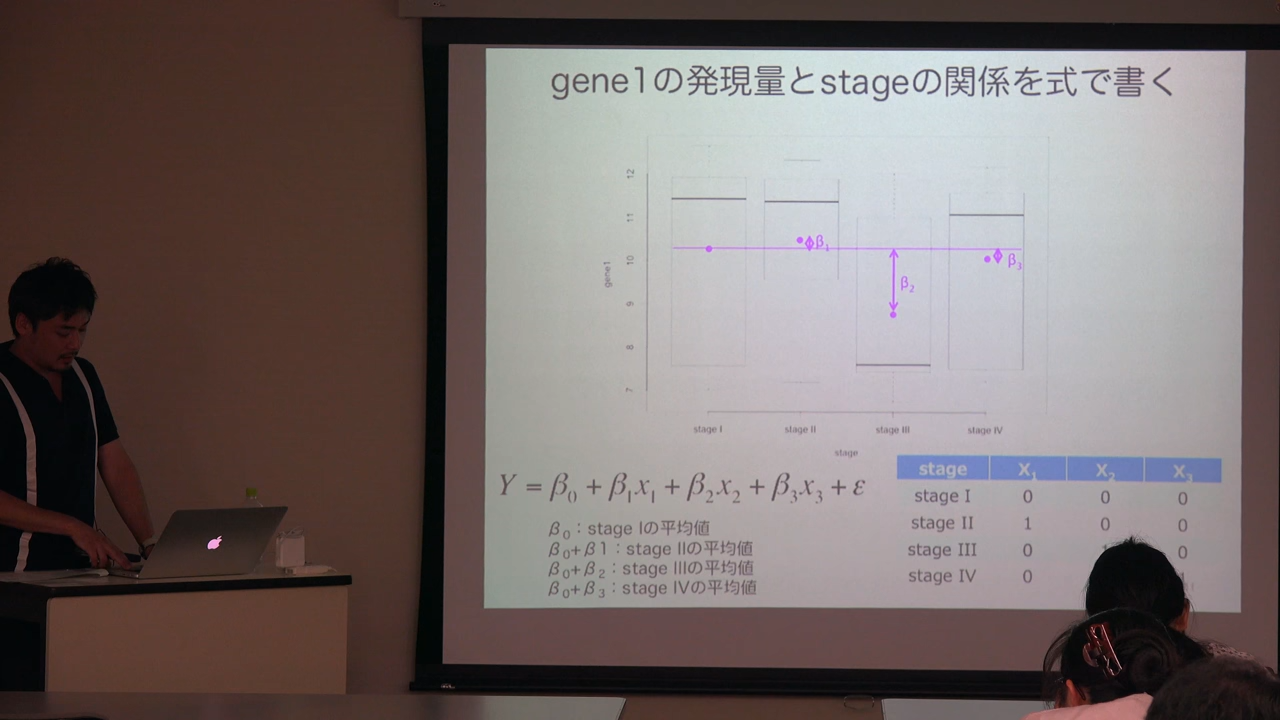 gene1の発現量とstageの関係を式で書く
12
11
10
9
8
7
gene1
β₁
β₂
β₃
stage I stage II stage III stage IV
stage
Y = β₀ + β₁x₁ + β₂x₂ + β₃x₃ + ε
β₀：stage Iの平均値
β₀+β1：stage IIの平均値
β₀+β₂：stage IIIの平均値
β₀+β₃：stage IVの平均値
stage X₁ X₂ X₃
stage I 0 0 0
stage II 1 0 0
stage III 0 0
stage IV 0